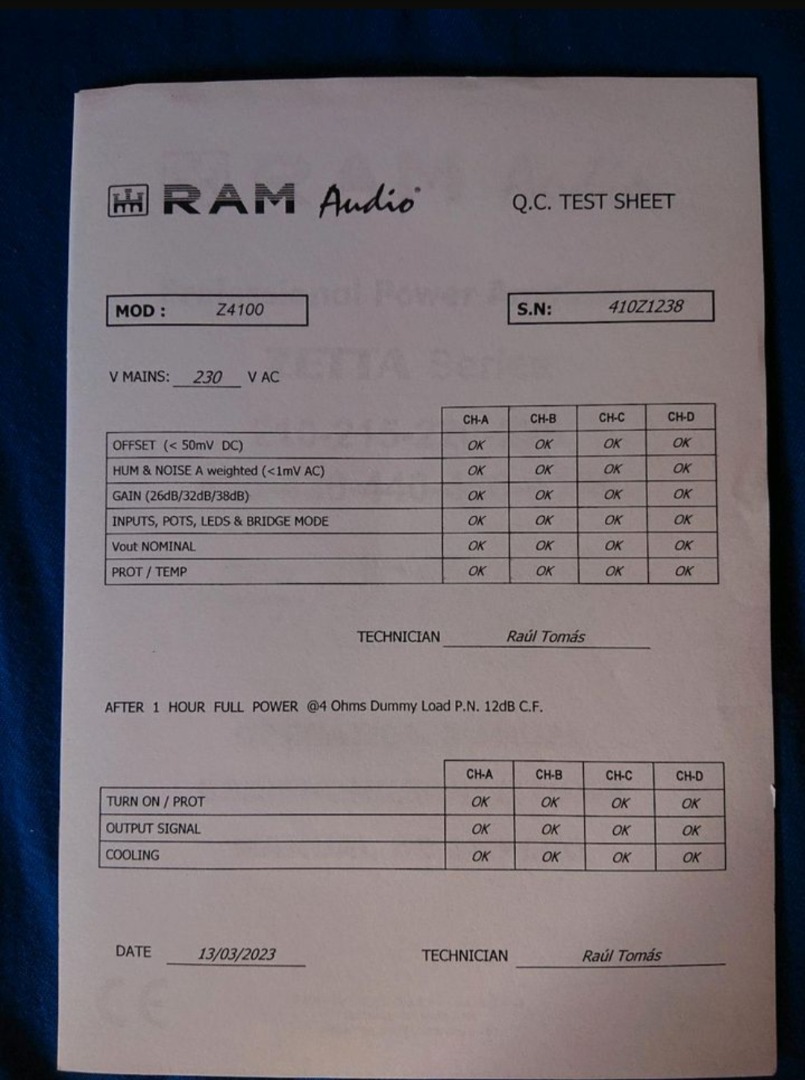 RAM Audio Q.C. TEST SHEET
MOD : Z4100 S.N: 410Z1238
V MAINS: 230 V AC
CH-A CH-B CH-C CH-D
OFFSET (< 50mV DC) OK OK OK OK
HUM & NOISE A weighted (<1mV AC) OK OK OK OK
GAIN (26dB/32dB/38dB) OK OK OK OK
INPUTS, POTS, LEDS & BRIDGE MODE OK OK OK OK
Vout NOMINAL OK OK OK OK
PROT / TEMP OK OK OK OK
TECHNICIAN Raúl Tomás
AFTER 1 HOUR FULL POWER @4 Ohms Dummy Load P.N. 12dB C.F.
CH-A CH-B CH-C CH-D
TURN ON / PROT OK OK OK OK
OUTPUT SIGNAL OK OK OK OK
COOLING OK OK OK OK
DATE 13/03/2023 TECHNICIAN Raúl Tomás